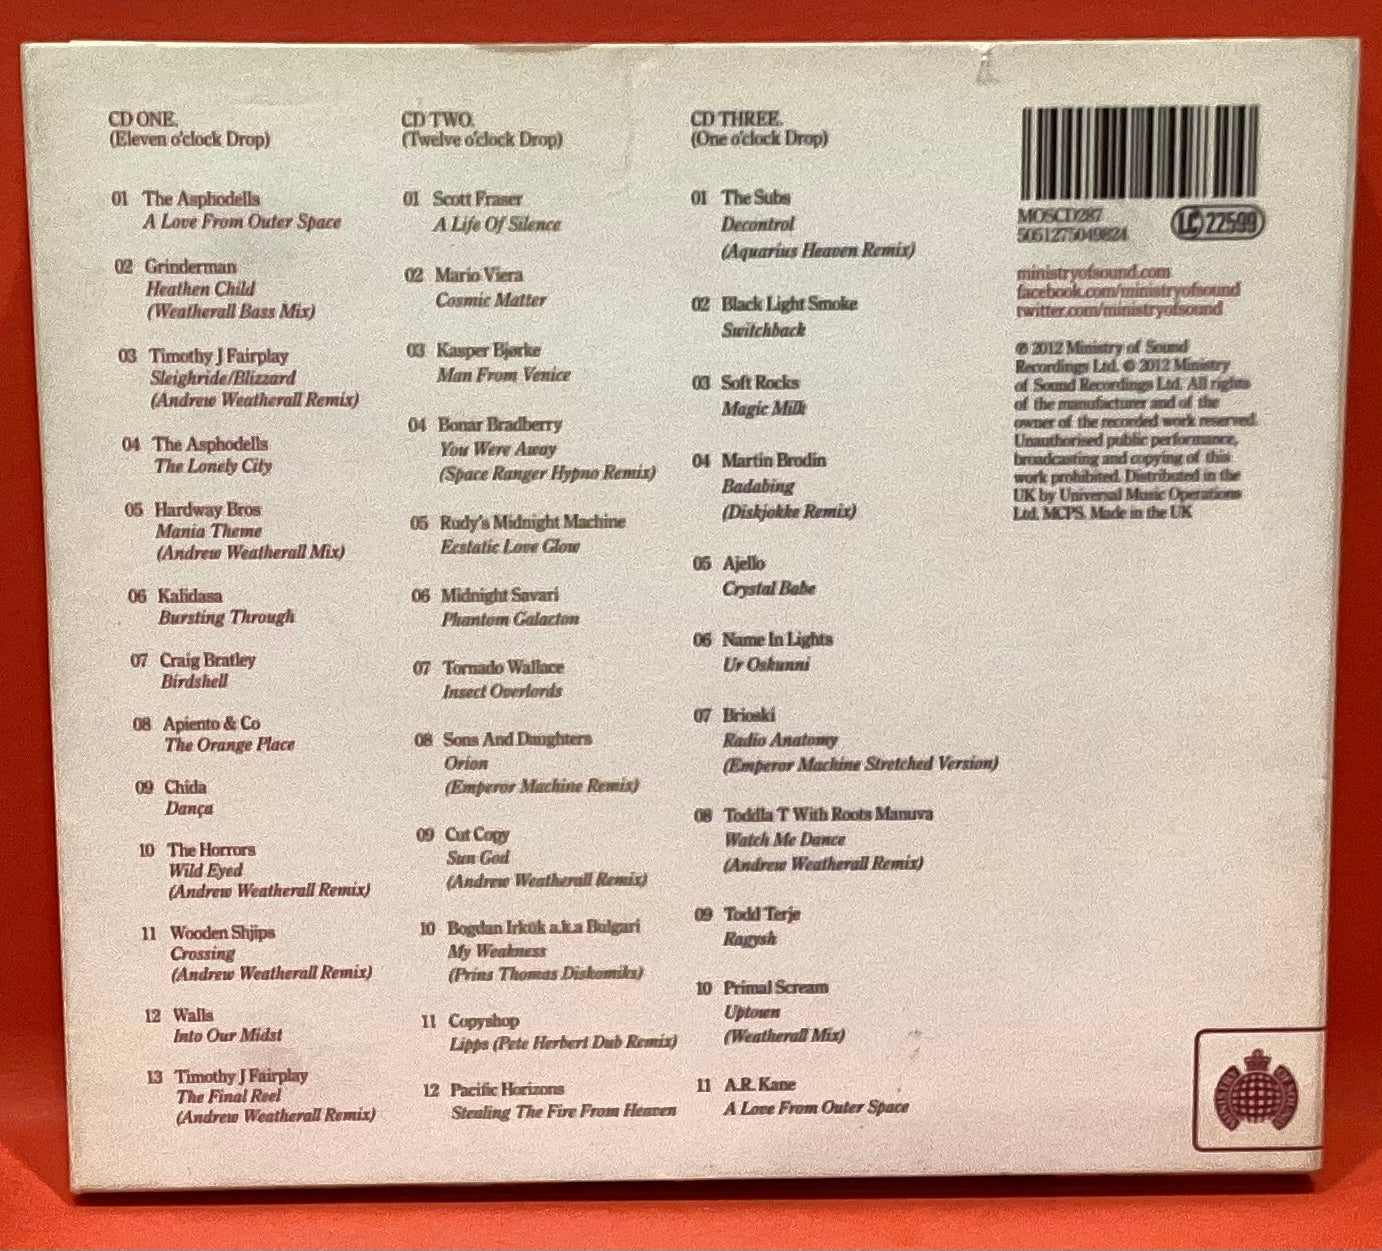 CD ONE.
(Eleven o'clock Drop)
01 The Asphodells
A Love From Outer Space
02 Grinderman
Heathen Child
(Weatherall Bass Mix)
03 Timothy J Fairplay
Sleighride/Blizzard
(Andrew Weatherall Remix)
04 The Asphodells
The Lonely City
05 Hardway Bros
Mania Theme
(Andrew Weatherall Mix)
06 Kalidasa
Bursting Through
07 Craig Bratley
Birdshell
08 Apiento & Co
The Orange Place
09 Chida
Dança
10 The Horrors
Wild Eyed
(Andrew Weatherall Remix)
11 Wooden Shjips
Crossing
(Andrew Weatherall Remix)
12 Walls
Into Our Midst
13 Timothy J Fairplay
The Final Reel
(Andrew Weatherall Remix)
CD TWO.
(Twelve o'clock Drop)
01 Scott Fraser
A Life Of Silence
02 Mario Viera
Cosmic Matter
03 Kasper Bjørke
Man From Venice
04 Bonar Bradberry
You Were Away
(Space Ranger Hypno Remix)
05 Rudy's Midnight Machine
Ecstatic Love Glow
06 Midnight Savari
Phantom Galacton
07 Tornado Wallace
Insect Overlords
08 Sons And Daughters
Orion
(Emperor Machine Remix)
09 Cut Copy
Sun God
(Andrew Weatherall Remix)
10 Bogdan Irkük a.k.a Bulgari
My Weakness
(Prins Thomas Diskomiks)
11 Copyshop
Lipps (Pete Herbert Dub Remix)
12 Pacific Horizons
Stealing The Fire From Heaven
CD THREE.
(One o'clock Drop)
01 The Subs
Decontrol
(Aquarius Heaven Remix)
02 Black Light Smoke
Switchback
03 Soft Rocks
Magic Milk
04 Martin Brodin
Badabing
(Diskjokke Remix)
05 Ajello
Crystal Babe
06 Name In Lights
Ur Oskunni
07 Brioski
Radio Anatomy
(Emperor Machine Stretched Version)
08 Toddla T With Roots Manuva
Watch Me Dance
(Andrew Weatherall Remix)
09 Todd Terje
Ragysh
10 Primal Scream
Uptown
(Weatherall Mix)
11 A.R. Kane
A Love From Outer Space
MOSCD287
5051275049824
LC 22599
ministryofsound.com
facebook.com/ministryofsound
twitter.com/ministryofsound
℗ 2012 Ministry of Sound
Recordings Ltd. © 2012 Ministry
of Sound Recordings Ltd. All rights
of the manufacturer and of the
owner of the recorded work reserved.
Unauthorised public performance,
broadcasting and copying of this
work prohibited. Distributed in the
UK by Universal Music Operations
Ltd. MCPS. Made in the UK
MINISTRY OF SOUND